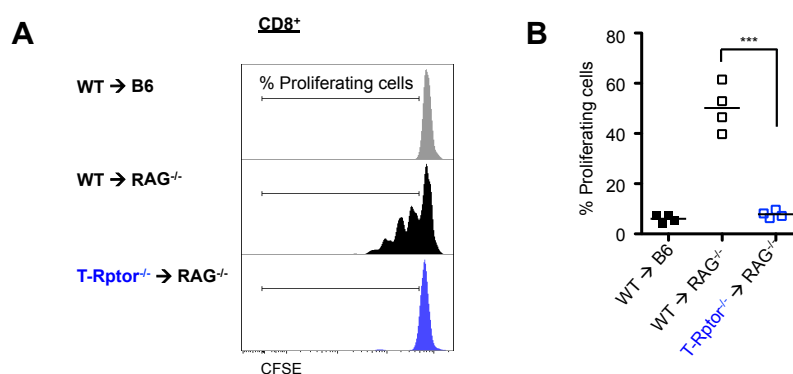 A
CD8⁺
WT → B6
% Proliferating cells
WT → RAG⁻/⁻
T-Rptor⁻/⁻ → RAG⁻/⁻
CFSE
B
***
% Proliferating cells
80
60
40
20
0
WT → B6
WT → RAG⁻/⁻
T-Rptor⁻/⁻ → RAG⁻/⁻